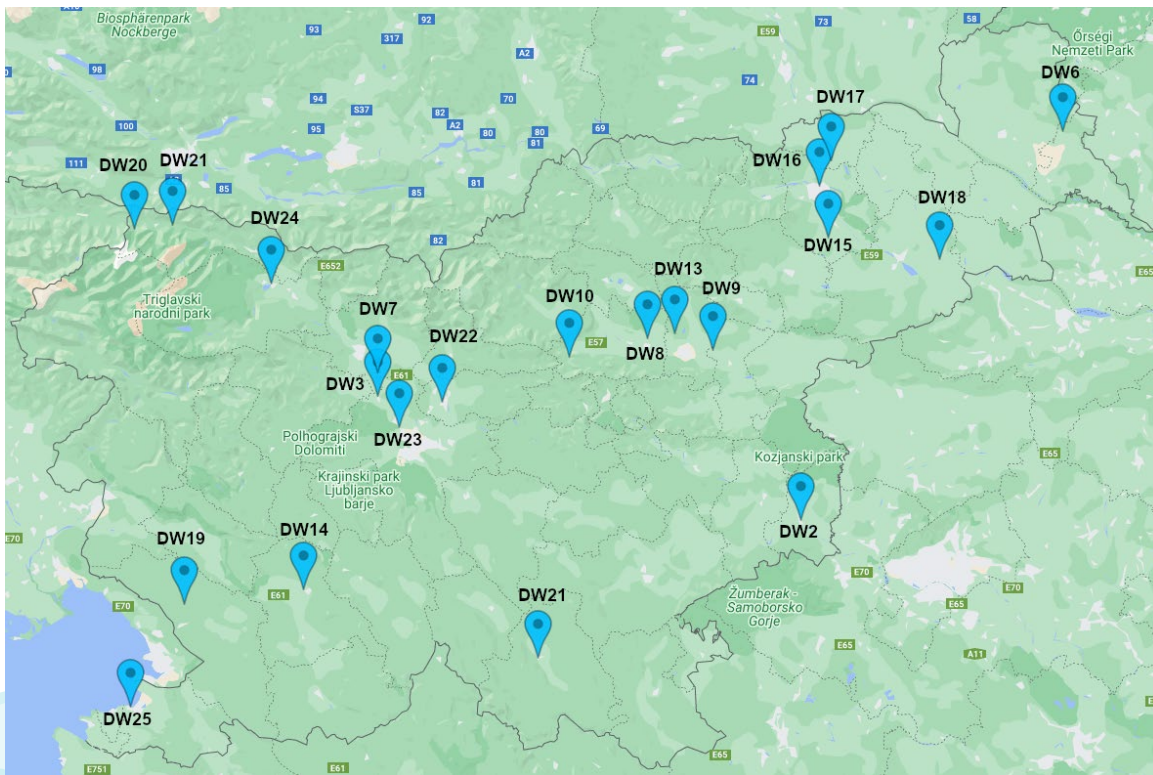 Biosphärenpark
Nockberge
93
92
317
A2
98
94
S37
82
70
100
95
A2
80
80
81
69
E59
73
74
58
Őrségi
Nemzeti Park
DW6
DW17
DW16
DW15
DW18
E59
111
DW20
DW21
85
85
81
82
DW24
E652
Triglavski
narodni park
DW7
DW3
E61
DW22
DW23
DW10
E57
DW13
DW8
DW9
E65
Polhograjski
Dolomiti
Krajinski park
Ljubljansko
barje
Kozjanski park
DW2
E65
E70
DW19
DW14
E61
E70
DW21
E70
E70
E65
Žumberak -
Samoborsko
Gorje
E65
A11
DW25
E751
E61
E65